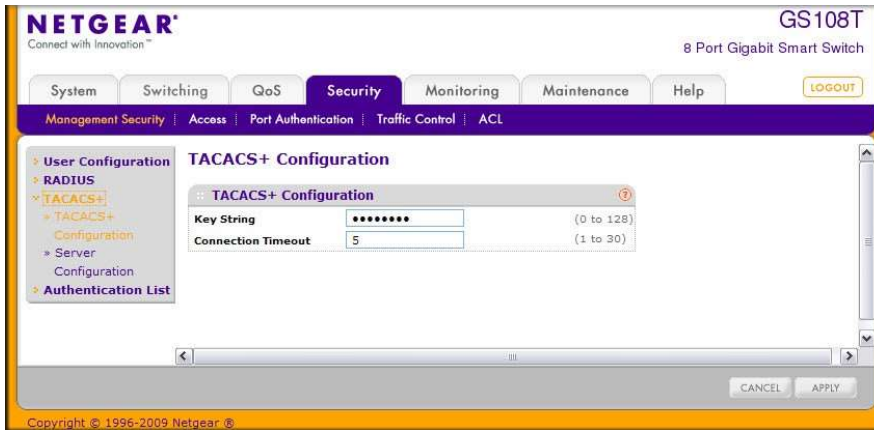 NETGEAR®
Connect with Innovation™
GS108T
8 Port Gigabit Smart Switch
System Switching QoS Security Monitoring Maintenance Help LOGOUT
Management Security Access Port Authentication Traffic Control ACL
User Configuration
RADIUS
TACACS+
» TACACS+
Configuration
» Server
Configuration
Authentication List
TACACS+ Configuration
TACACS+ Configuration ?
Key String •••••••• (0 to 128)
Connection Timeout 5 (1 to 30)
CANCEL APPLY
Copyright © 1996-2009 Netgear ®